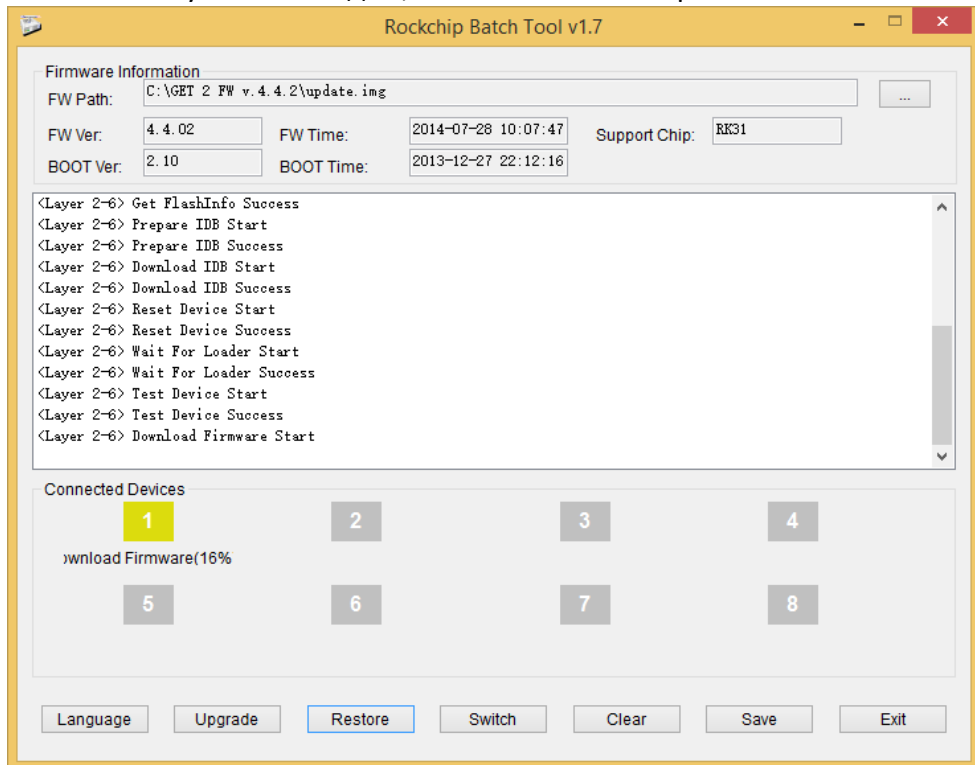 Rockchip Batch Tool v1.7
Firmware Information
FW Path: C:\GET 2 FW v.4.4.2\update.img ...
FW Ver: 4.4.02 FW Time: 2014-07-28 10:07:47 Support Chip: RK31
BOOT Ver: 2.10 BOOT Time: 2013-12-27 22:12:16
<Layer 2-6> Get FlashInfo Success
<Layer 2-6> Prepare IDB Start
<Layer 2-6> Prepare IDB Success
<Layer 2-6> Download IDB Start
<Layer 2-6> Download IDB Success
<Layer 2-6> Reset Device Start
<Layer 2-6> Reset Device Success
<Layer 2-6> Wait For Loader Start
<Layer 2-6> Wait For Loader Success
<Layer 2-6> Test Device Start
<Layer 2-6> Test Device Success
<Layer 2-6> Download Firmware Start
Connected Devices
1 2 3 4
ownload Firmware(16%
5 6 7 8
Language Upgrade Restore Switch Clear Save Exit